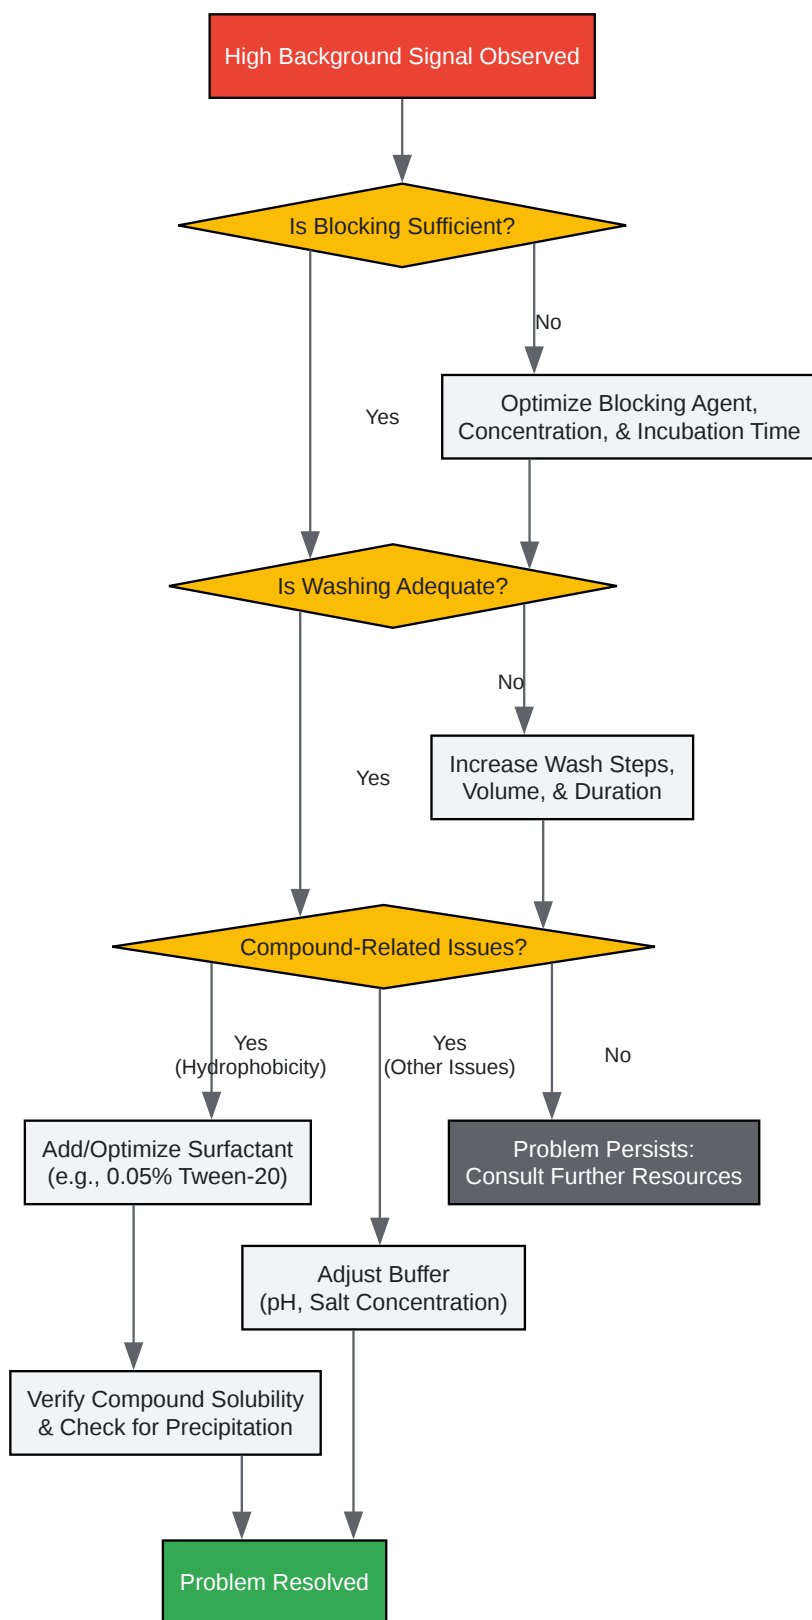 High Background Signal Observed
Is Blocking Sufficient?
No
Optimize Blocking Agent,
Concentration, & Incubation Time
Yes
Is Washing Adequate?
No
Increase Wash Steps,
Volume, & Duration
Yes
Compound-Related Issues?
Yes
(Hydrophobicity)
Yes
(Other Issues)
No
Add/Optimize Surfactant
(e.g., 0.05% Tween-20)
Problem Persists:
Consult Further Resources
Adjust Buffer
(pH, Salt Concentration)
Verify Compound Solubility
& Check for Precipitation
Problem Resolved